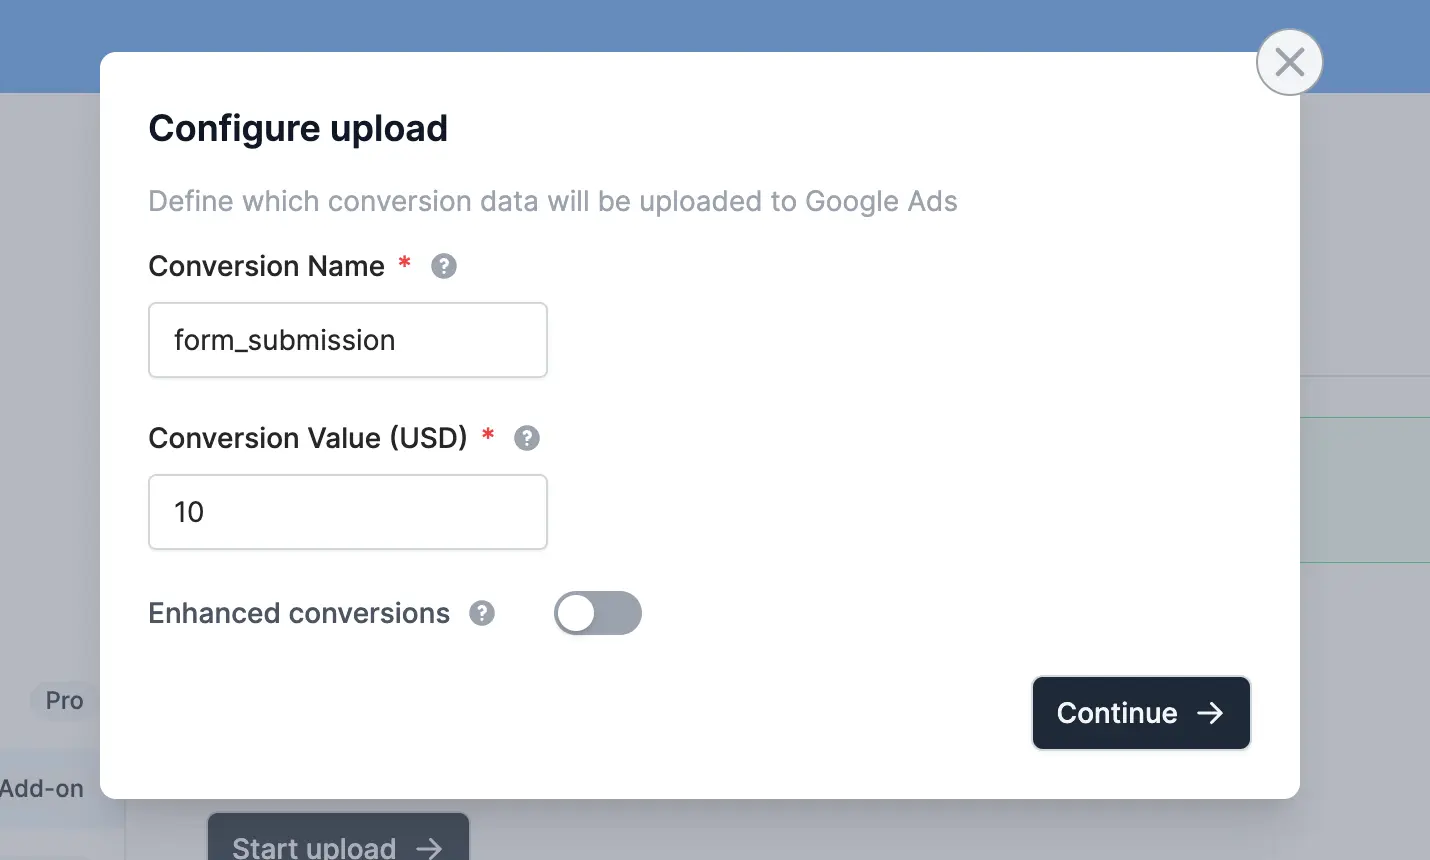 Configure upload
Define which conversion data will be uploaded to Google Ads
Conversion Name * ?
form_submission
Conversion Value (USD) * ?
10
Enhanced conversions ?
Continue →
Pro
Add-on
Start upload →